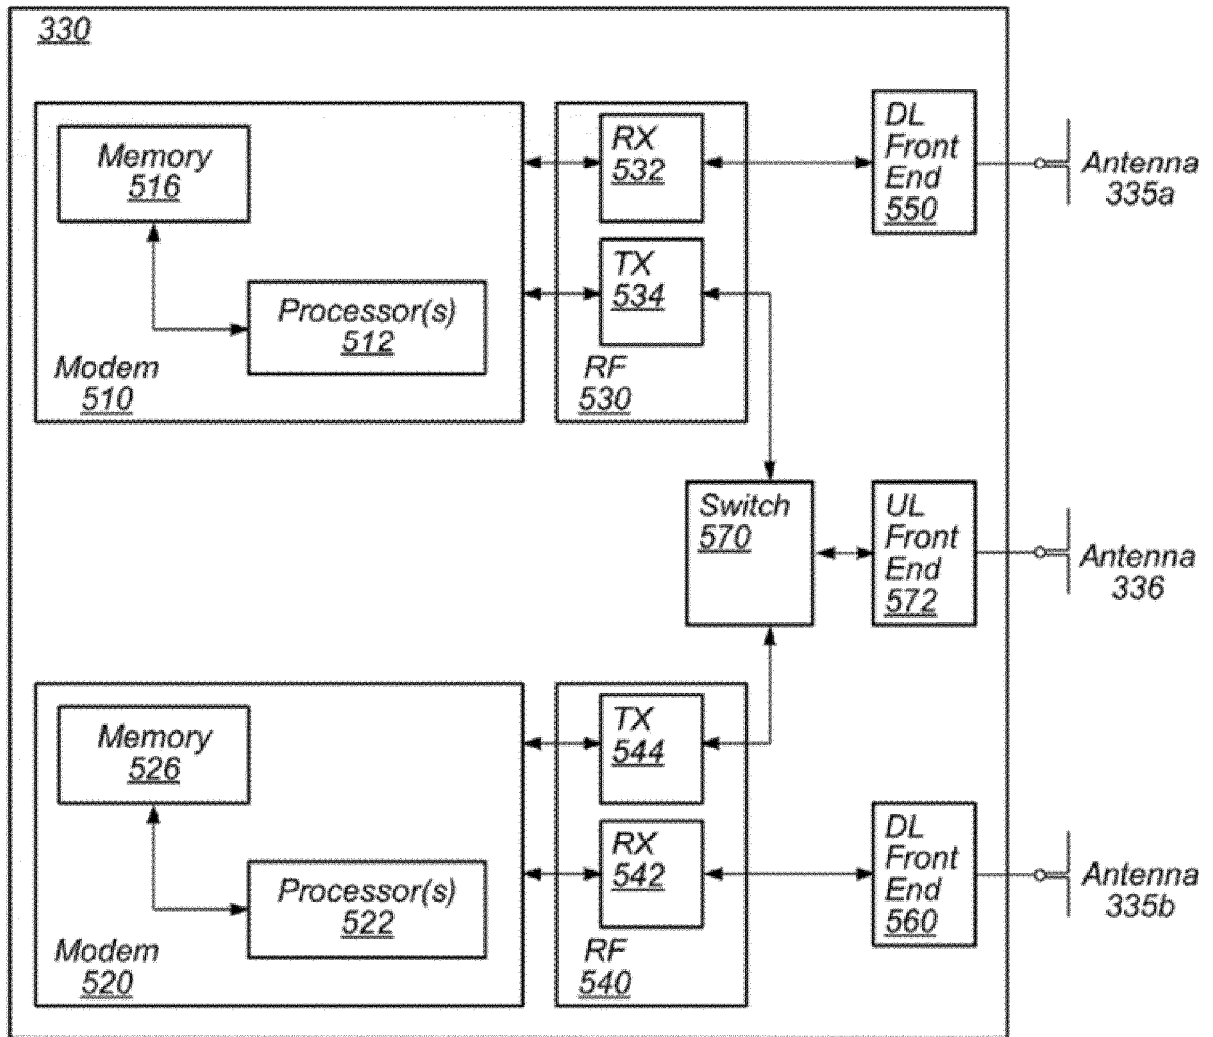 330
Memory
516
Processor(s)
512
Modem
510
RX
532
TX
534
RF
530
DL
Front
End
550
Antenna
335a
Switch
570
UL
Front
End
572
Antenna
336
Memory
526
Processor(s)
522
Modem
520
TX
544
RX
542
RF
540
DL
Front
End
560
Antenna
335b